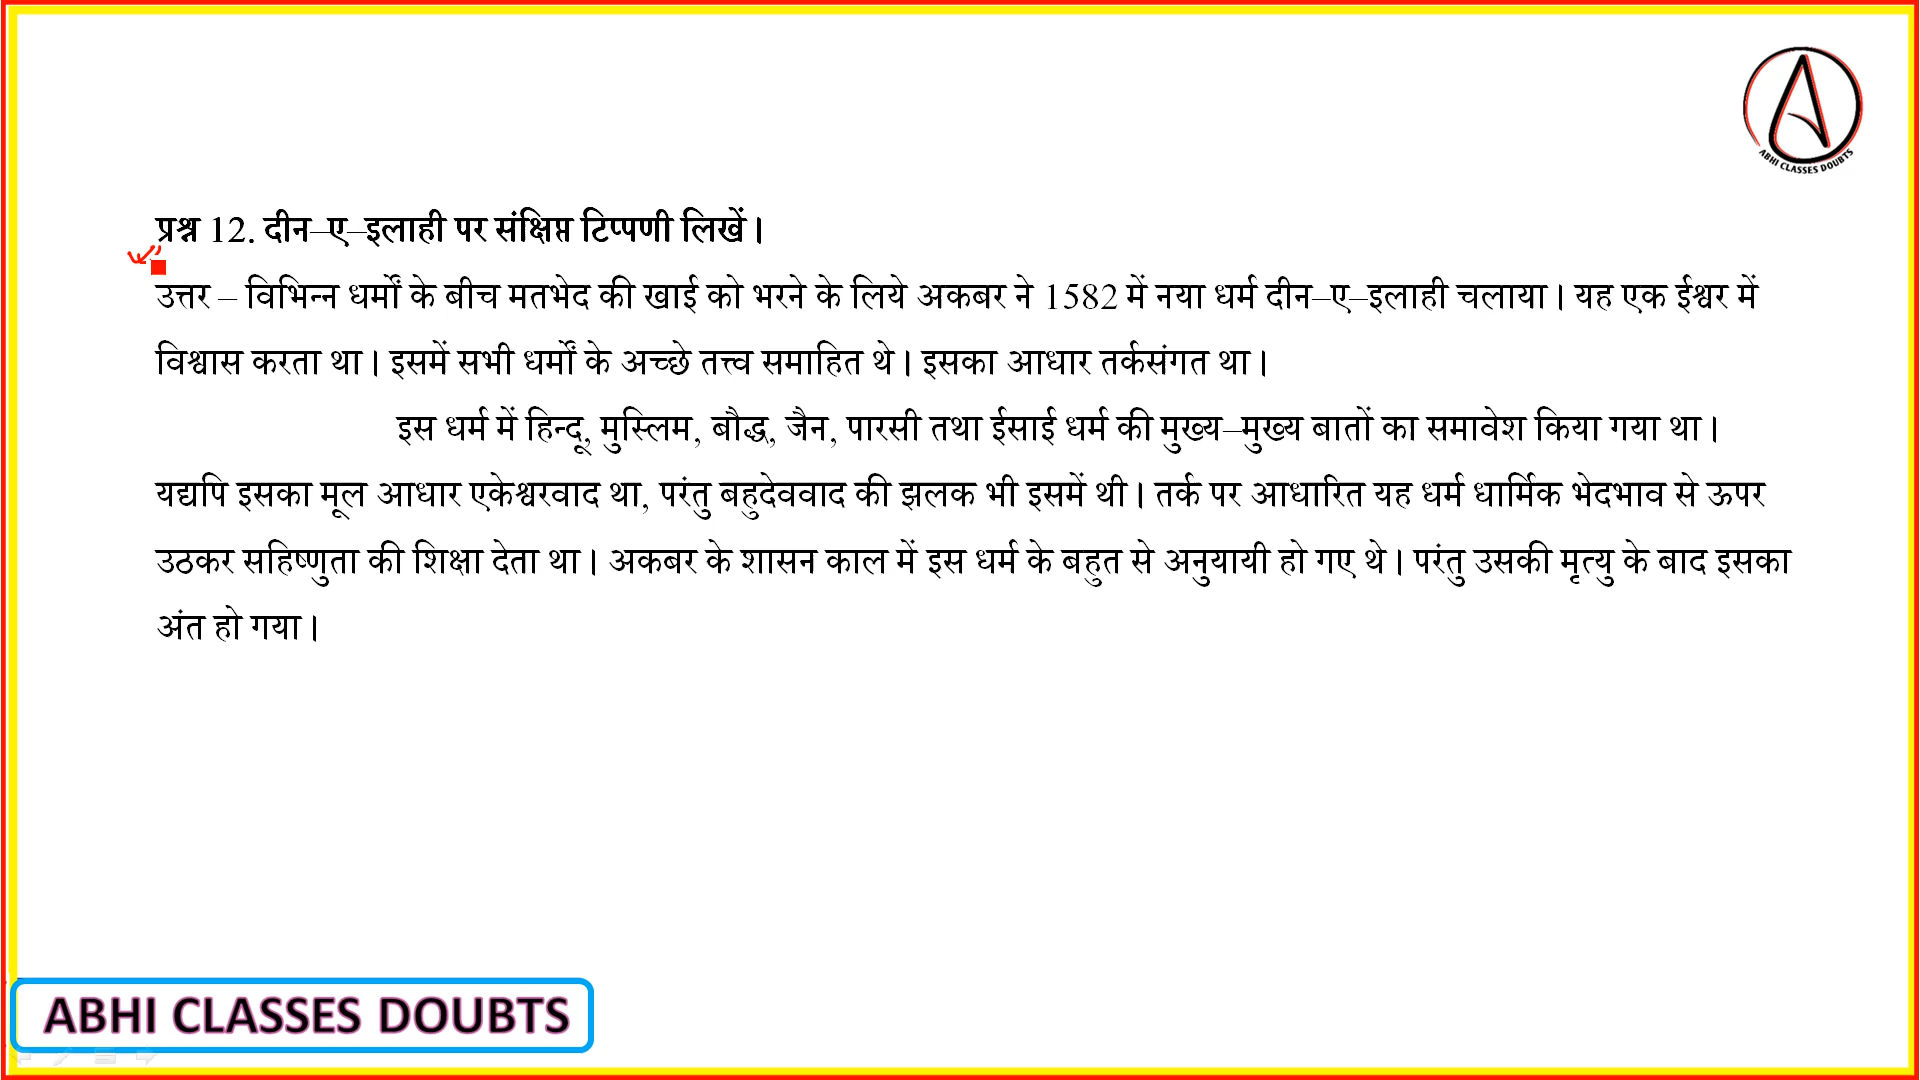 ABHI CLASSES DOUBTS
प्रश्न 12. दीन–ए–इलाही पर संक्षिप्त टिप्पणी लिखें।
उत्तर – विभिन्न धर्मों के बीच मतभेद की खाई को भरने के लिये अकबर ने 1582 में नया धर्म दीन–ए–इलाही चलाया। यह एक ईश्वर में
विश्वास करता था। इसमें सभी धर्मों के अच्छे तत्त्व समाहित थे। इसका आधार तर्कसंगत था।
इस धर्म में हिन्दू, मुस्लिम, बौद्ध, जैन, पारसी तथा ईसाई धर्म की मुख्य–मुख्य बातों का समावेश किया गया था।
यद्यपि इसका मूल आधार एकेश्वरवाद था, परंतु बहुदेववाद की झलक भी इसमें थी। तर्क पर आधारित यह धर्म धार्मिक भेदभाव से ऊपर
उठकर सहिष्णुता की शिक्षा देता था। अकबर के शासन काल में इस धर्म के बहुत से अनुयायी हो गए थे। परंतु उसकी मृत्यु के बाद इसका
अंत हो गया।
ABHI CLASSES DOUBTS